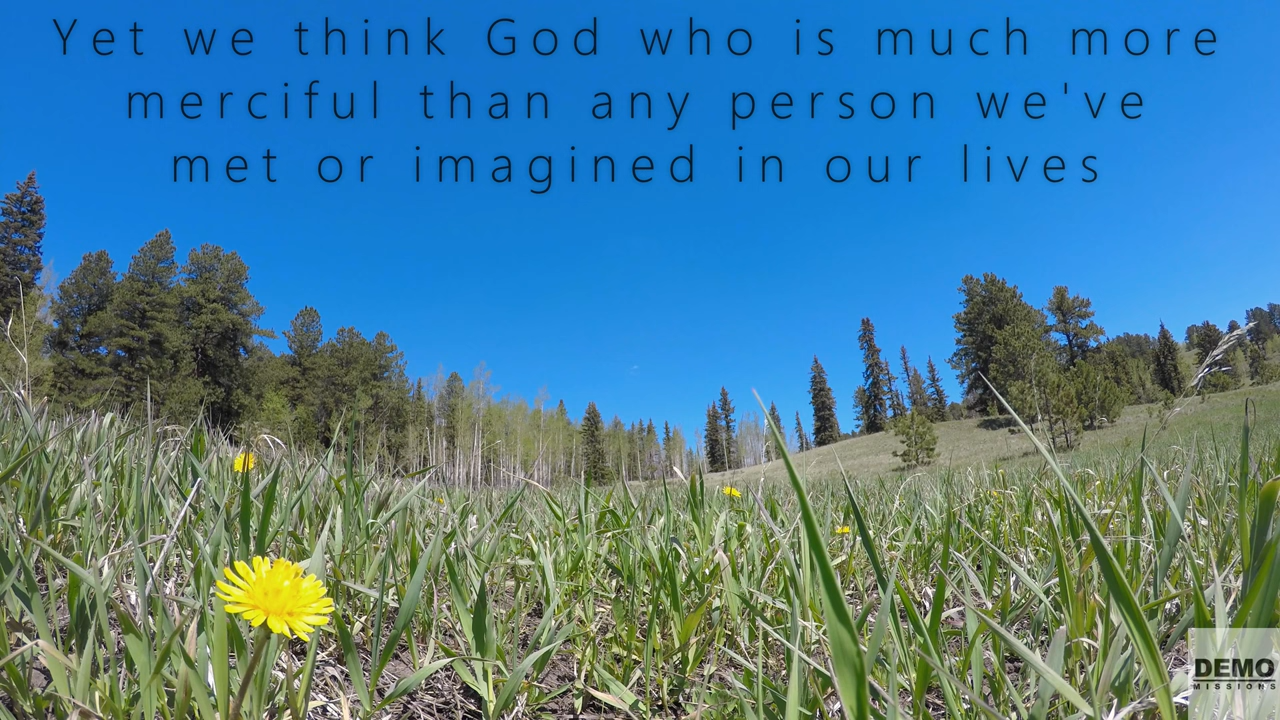 Yet we think God who is much more
merciful than any person we've
met or imagined in our lives
DEMO
MISSIONS